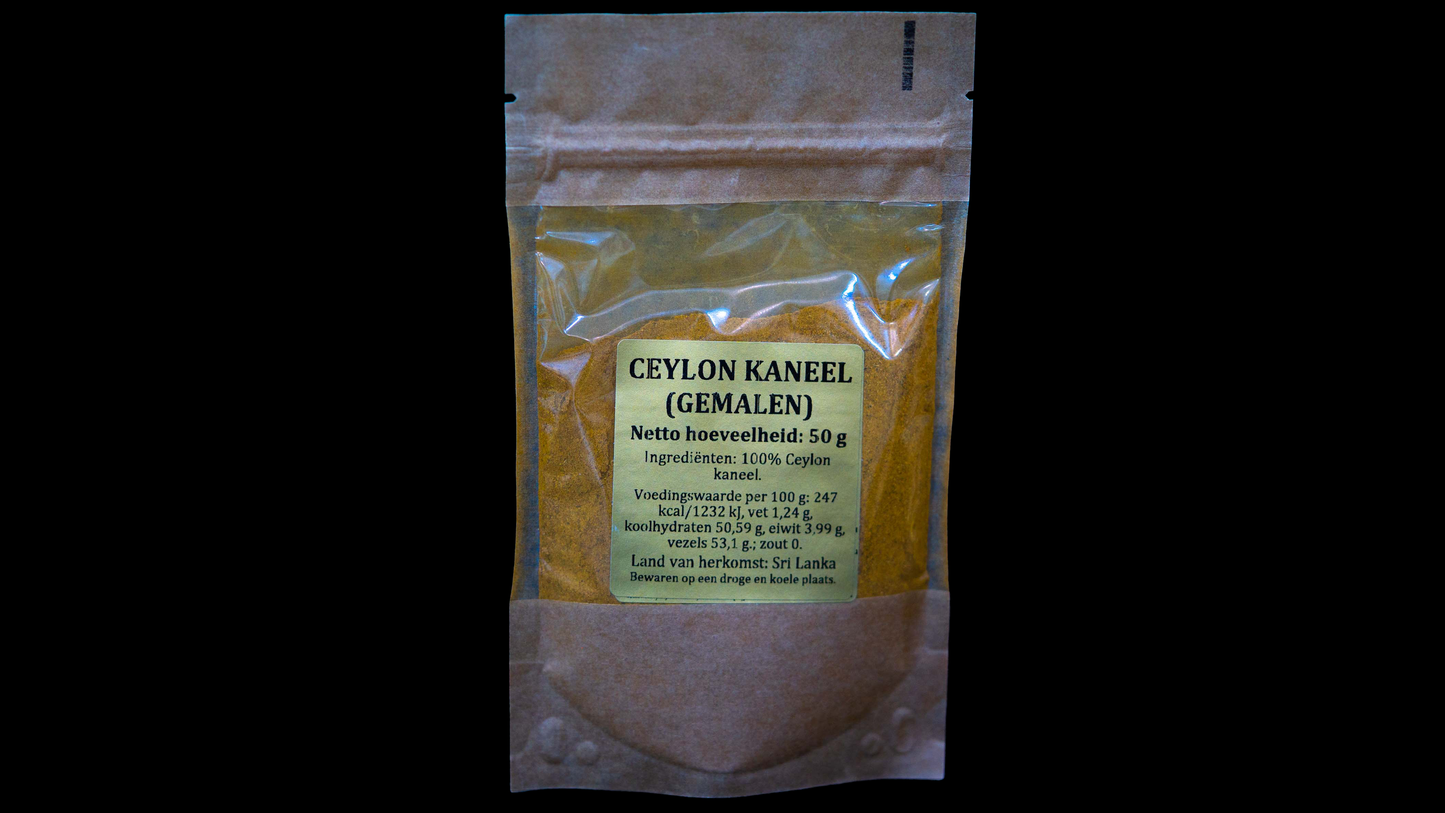 CEYLON KANEEL
(GEMALEN)
Netto hoeveelheid: 50 g
Ingrediënten: 100% Ceylon
kaneel.
Voedingswaarde per 100 g: 247
kcal/1232 kJ, vet 1,24 g,
koolhydraten 50,59 g, eiwit 3,99 g,
vezels 53,1 g.; zout 0.
Land van herkomst: Sri Lanka
Bewaren op een droge en koele plaats.